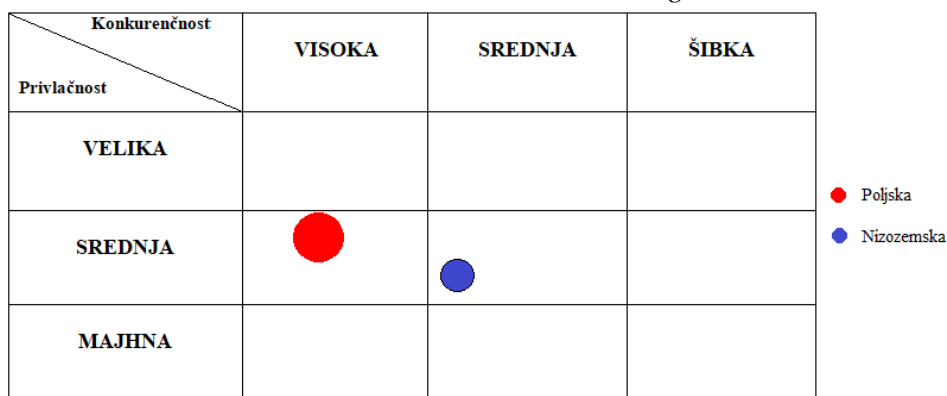 Konkurenčnost
VISOKA SREDNJA ŠIBKA
Privlačnost
VELIKA
SREDNJA
MAJHNA
Poljska
Nizozemska